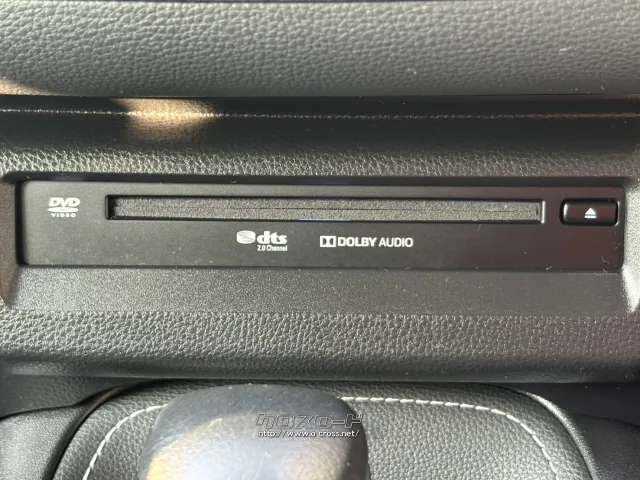 DVD
VIDEO
dts
2.0 Channel
DOLBY AUDIO
クロスロード
http://www.o-cross.net/